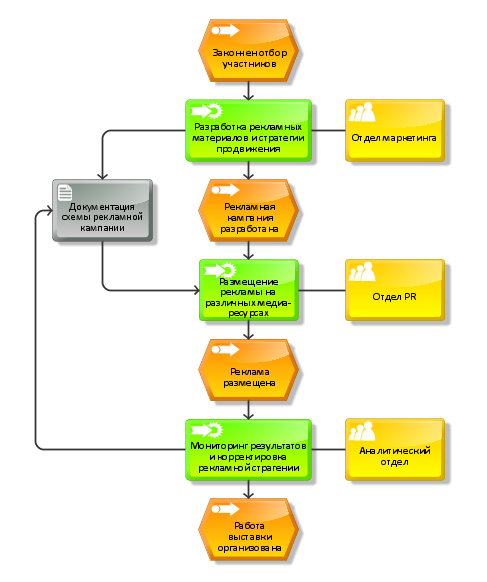 Закончен отбор
участников
Разработка рекламных
материалов и стратегии
продвижения
Отдел маркетинга
Документация
схемы рекламной
кампании
Рекламная
кампания
разработана
Размещение
рекламы на
различных медиа-
ресурсах
Отдел PR
Реклама
размещена
Мониторинг результатов
и корректировка
рекламной страгении
Аналитический
отдел
Работа
выставки
организована